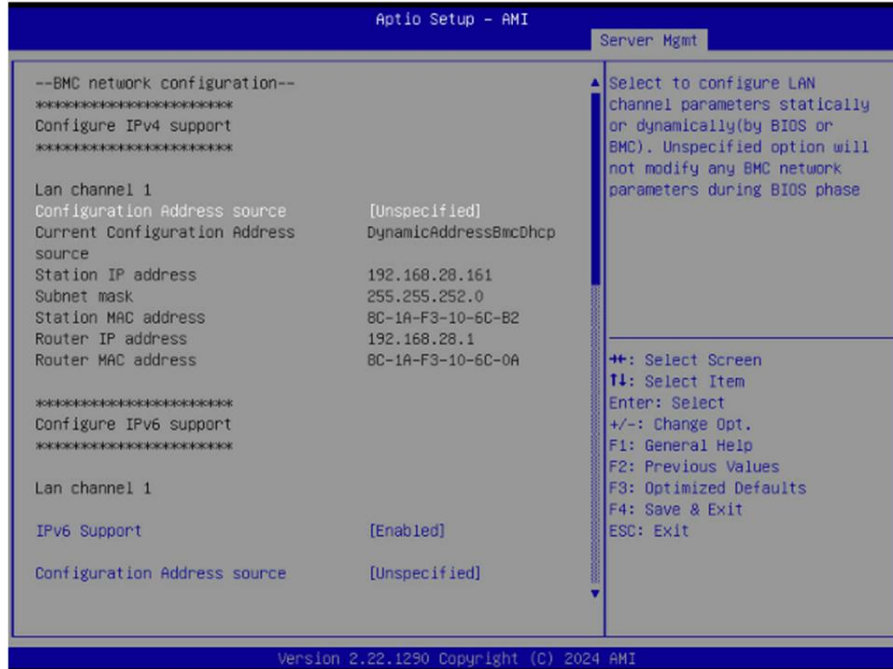 Aptio Setup - AMI
Server Mgmt
--BMC network configuration--
************************
Configure IPv4 support
************************
Lan channel 1
Configuration Address source [Unspecified]
Current Configuration Address DynamicAddressBmcDhcp
source
Station IP address 192.168.28.161
Subnet mask 255.255.252.0
Station MAC address 8C-1A-F3-10-6C-B2
Router IP address 192.168.28.1
Router MAC address 8C-1A-F3-10-6C-0A
************************
Configure IPv6 support
************************
Lan channel 1
IPv6 Support [Enabled]
Configuration Address source [Unspecified]
Select to configure LAN
channel parameters statically
or dynamically(by BIOS or
BMC). Unspecified option will
not modify any BMC network
parameters during BIOS phase
→←: Select Screen
↑↓: Select Item
Enter: Select
+/-: Change Opt.
F1: General Help
F2: Previous Values
F3: Optimized Defaults
F4: Save & Exit
ESC: Exit
Version 2.22.1290 Copyright (C) 2024 AMI